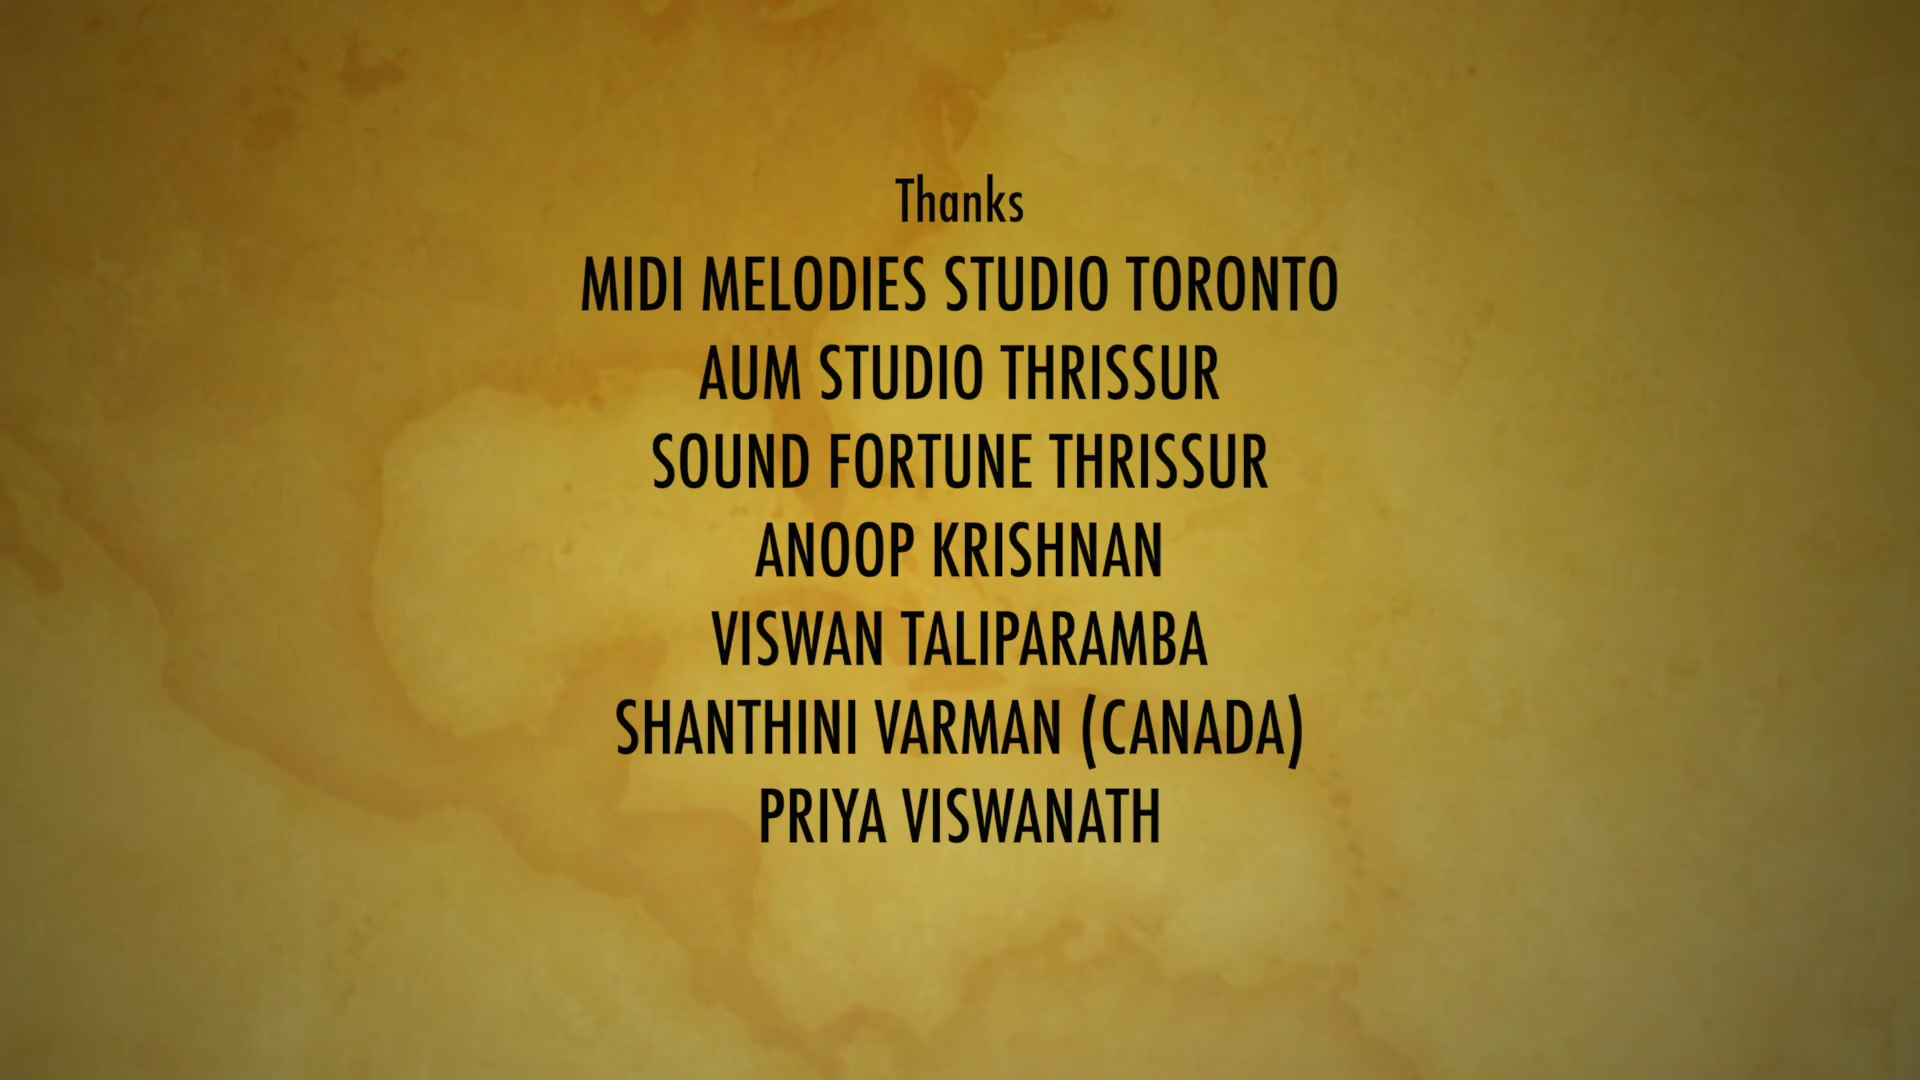 Thanks
MIDI MELODIES STUDIO TORONTO
AUM STUDIO THRISSUR
SOUND FORTUNE THRISSUR
ANOOP KRISHNAN
VISWAN TALIPARAMBA
SHANTHINI VARMAN (CANADA)
PRIYA VISWANATH